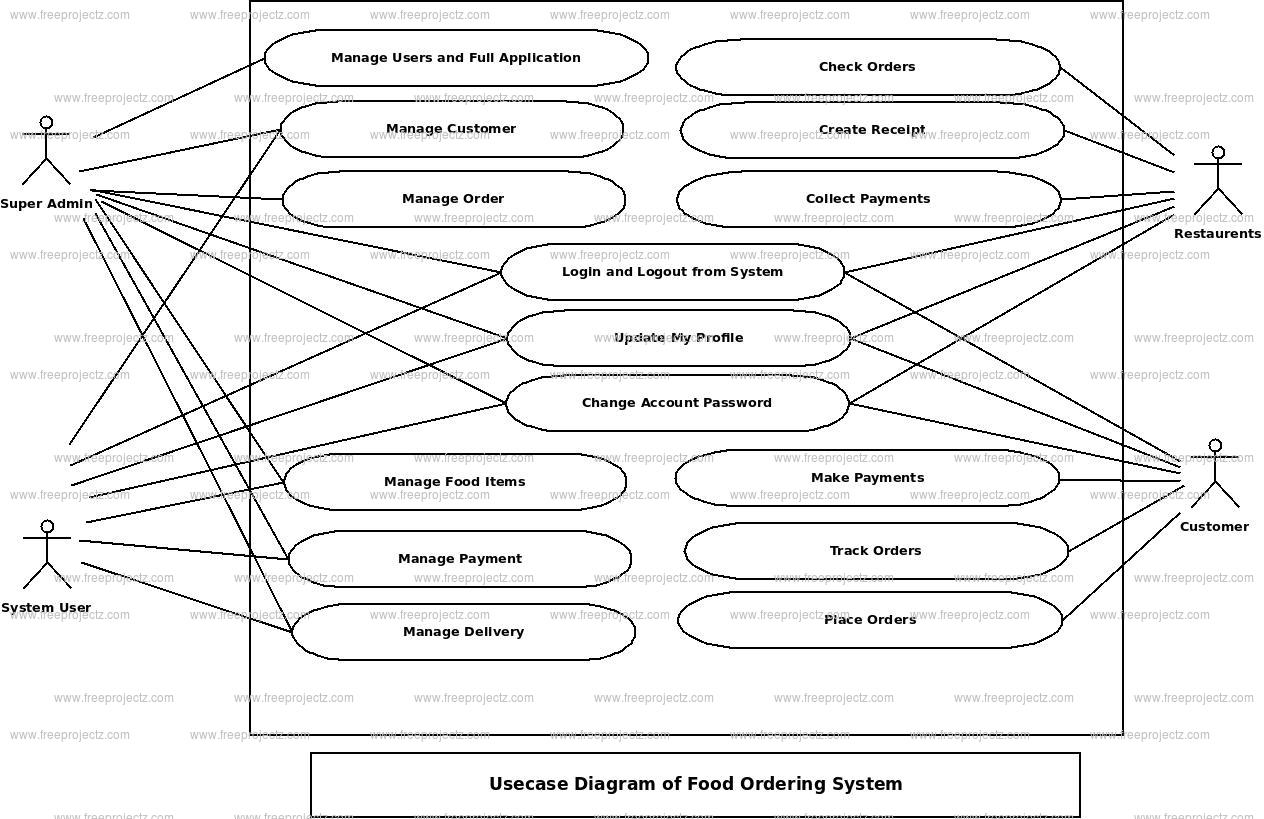 Manage Users and Full Application
Check Orders
Manage Customer
Create Receipt
Manage Order
Collect Payments
Super Admin
Restaurents
Login and Logout from System
Update My Profile
Change Account Password
Manage Food Items
Make Payments
Customer
Manage Payment
Track Orders
System User
Manage Delivery
Place Orders
Usecase Diagram of Food Ordering System
www.freeprojectz.com